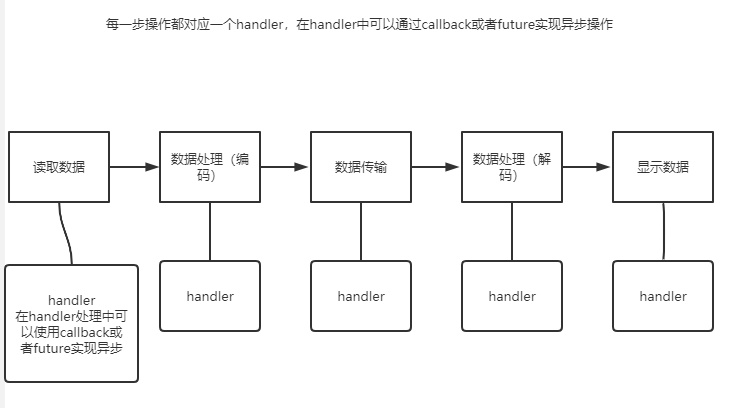 每一步操作都对应一个handler，在handler中可以通过callback或者future实现异步操作
读取数据
数据处理（编
码）
数据传输
数据处理（解
码）
显示数据
handler
在handler处理中可
以使用callback或
者future实现异步
handler
handler
handler
handler